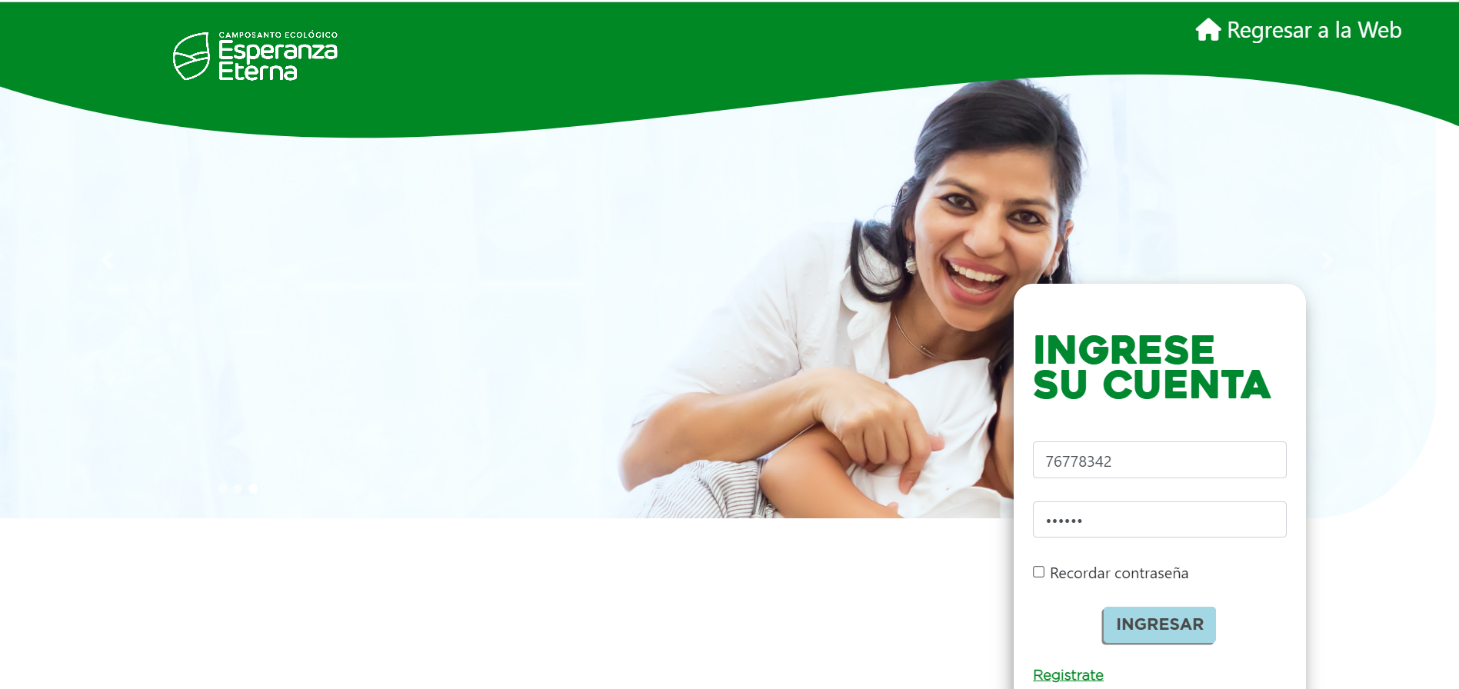 CAMPOSANTO ECOLÓGICO
Esperanza
Eterna
Regresar a la Web
INGRESE
SU CUENTA
76778342
••••••
Recordar contraseña
INGRESAR
Registrate